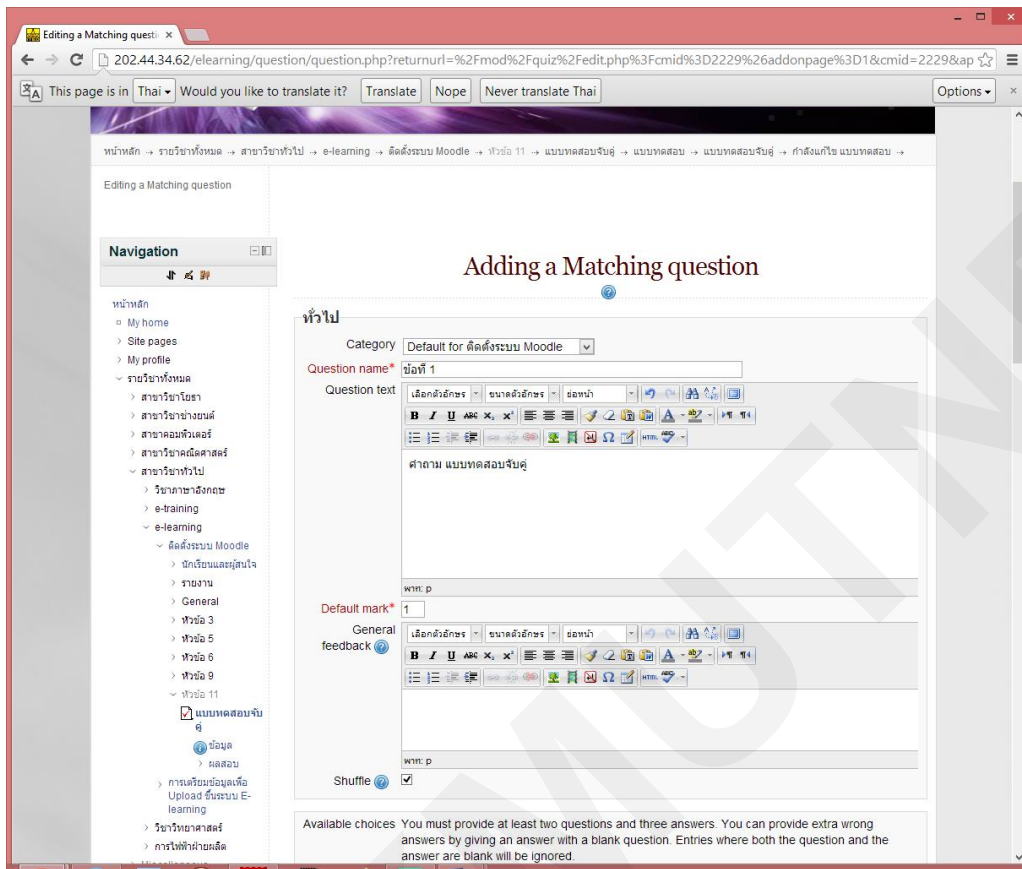 Editing a Matching questi
202.44.34.62/elearning/question/question.php?returnurl=%2Fmod%2Fquiz%2Fedit.php%3Fcmid%3D2229%26addonpage%3D1&cmid=2229&ap
This page is in Thai Would you like to translate it? Translate Nope Never translate Thai Options
หน้าหลัก → รายวิชาทั้งหมด → สาขาวิชาทั่วไป → e-learning → ติดตั้งระบบ Moodle → หัวข้อ 11 → แบบทดสอบจับคู่ → แบบทดสอบ → แบบทดสอบจับคู่ → กำลังแก้ไข แบบทดสอบ →
Editing a Matching question
Navigation
หน้าหลัก
My home
Site pages
My profile
รายวิชาทั้งหมด
สาขาวิชาโยธา
สาขาวิชาช่างยนต์
สาขาคอมพิวเตอร์
สาขาวิชาคณิตศาสตร์
สาขาวิชาทั่วไป
วิชาภาษาอังกฤษ
e-training
e-learning
ติดตั้งระบบ Moodle
นักเรียนและผู้สนใจ
รายงาน
General
หัวข้อ 3
หัวข้อ 5
หัวข้อ 6
หัวข้อ 9
หัวข้อ 11
แบบทดสอบจับ
คู่
ข้อมูล
ผลสอบ
การเตรียมข้อมูลเพื่อ
Upload ขึ้นระบบ E-
learning
วิชาวิทยาศาสตร์
การไฟฟ้าฝ่ายผลิต
Adding a Matching question
ทั่วไป
Category Default for ติดตั้งระบบ Moodle
Question name* ข้อที่ 1
Question text เลือกตัวอักษร ขนาดตัวอักษร ย่อหน้า
B I U ABC X₂ X² A ab
Ω HTML ABC
คำถาม แบบทดสอบจับคู่
พาท: p
Default mark* 1
General
feedback
เลือกตัวอักษร ขนาดตัวอักษร ย่อหน้า
B I U ABC X₂ X² A ab
Ω HTML ABC
พาท: p
Shuffle
Available choices You must provide at least two questions and three answers. You can provide extra wrong
answers by giving an answer with a blank question. Entries where both the question and the
answer are blank will be ignored.